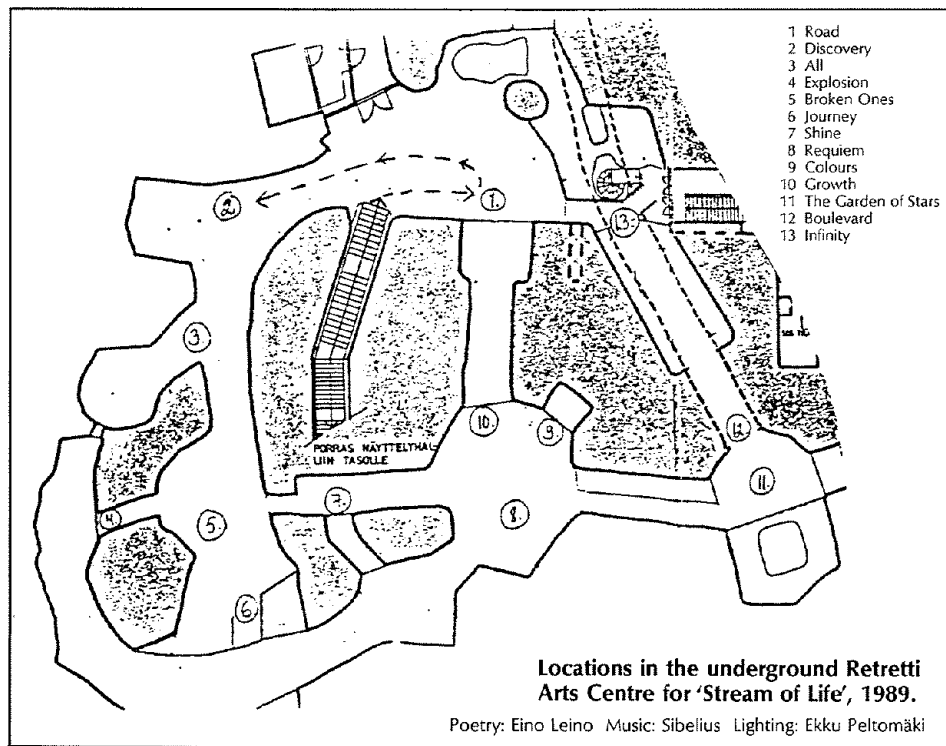 1 Road
2 Discovery
3 All
4 Explosion
5 Broken Ones
6 Journey
7 Shine
8 Requiem
9 Colours
10 Growth
11 The Garden of Stars
12 Boulevard
13 Infinity
1.
2
13.
3.
10.
9.
12.
PORRAS NÄYTTELYHAL
LIIN TASOLLE
11.
7.
4.
5.
8.
6.
Locations in the underground Retretti
Arts Centre for 'Stream of Life', 1989.
Poetry: Eino Leino Music: Sibelius Lighting: Ekku Peltomäki